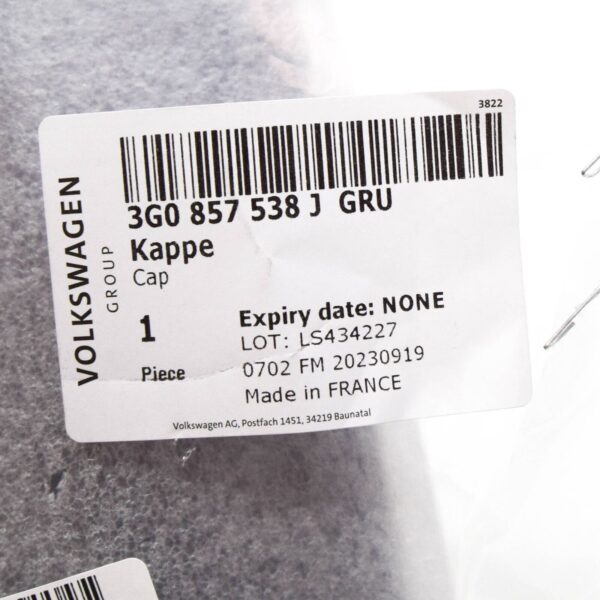 3822
VOLKSWAGEN
GROUP
3G0 857 538 J GRU
Kappe
Cap
1
Piece
Expiry date: NONE
LOT: LS434227
0702 FM 20230919
Made in FRANCE
Volkswagen AG, Postfach 1451, 34219 Baunatal